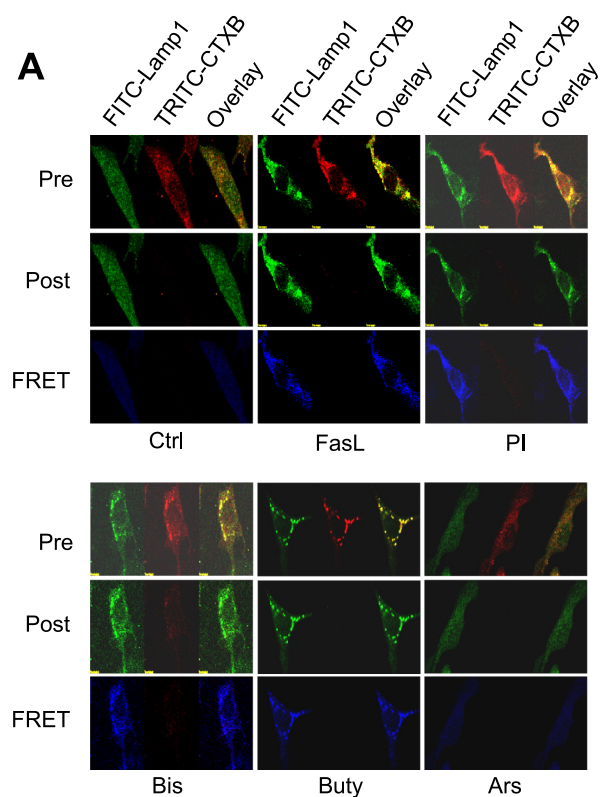 A
FITC-Lamp1 TRITC-CTXB Overlay FITC-Lamp1 TRITC-CTXB Overlay FITC-Lamp1 TRITC-CTXB Overlay
Pre
Post
FRET
Ctrl FasL PI
Pre
Post
FRET
Bis Buty Ars